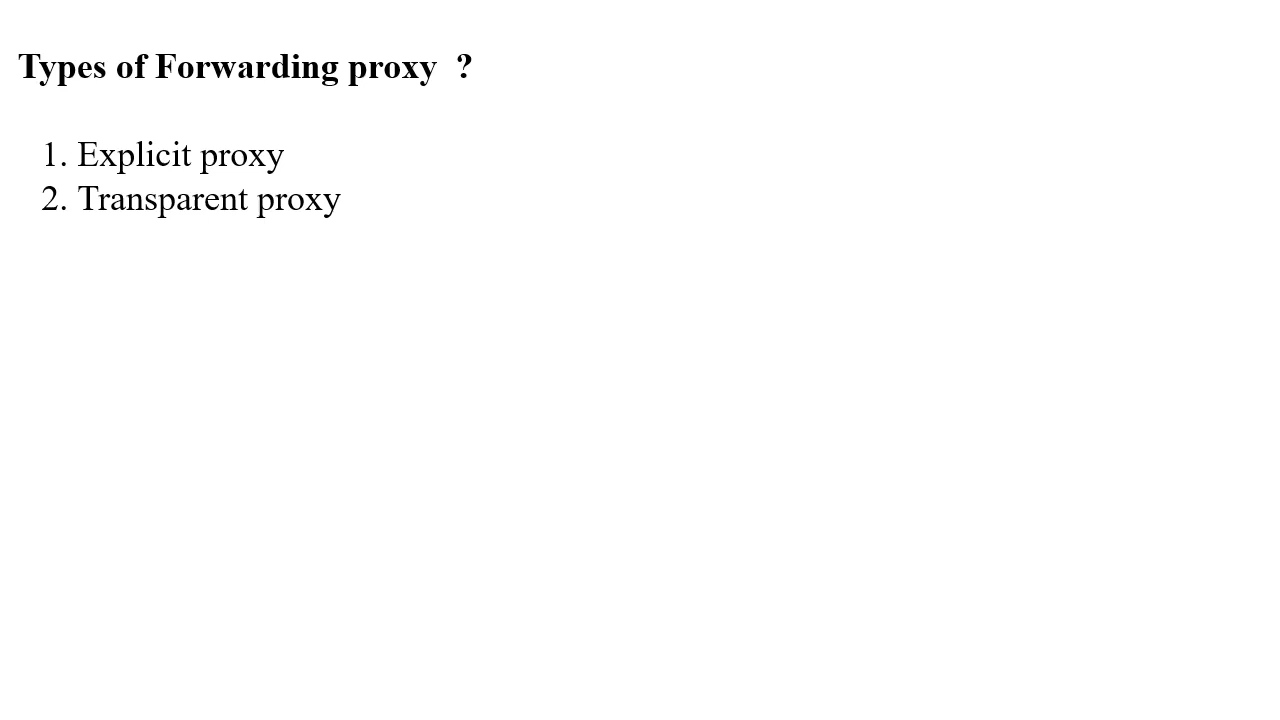 Types of Forwarding proxy  ?
1. Explicit proxy
2. Transparent proxy